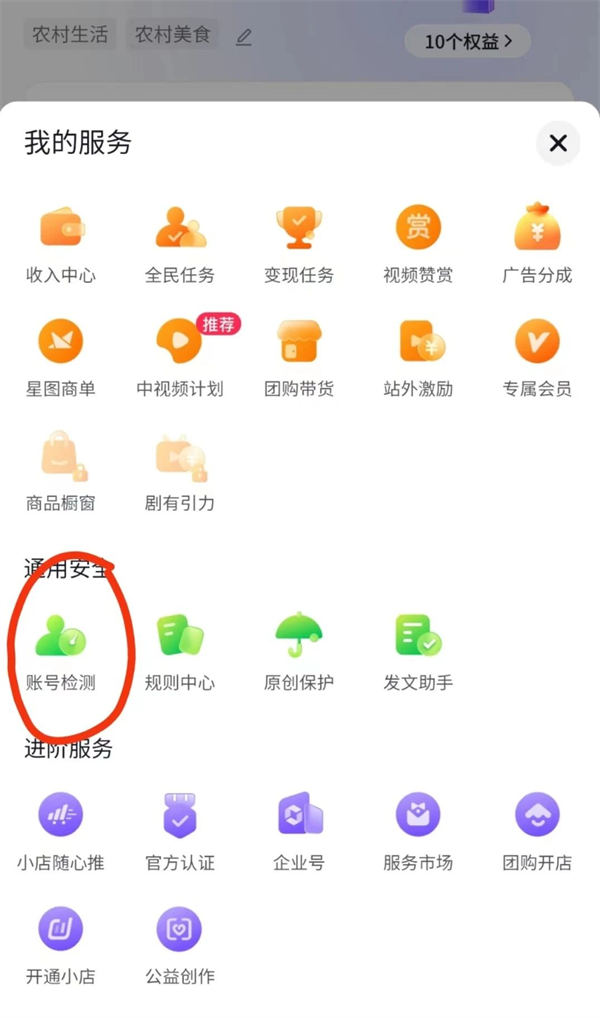 农村生活 农村美食
10个权益
我的服务
收入中心 全民任务 变现任务 视频赞赏 广告分成
赏
推荐
星图商单 中视频计划 团购带货 站外激励 专属会员
商品橱窗 剧有引力
通用安全
账号检测 规则中心 原创保护 发文助手
进阶服务
小店随心推 官方认证 企业号 服务市场 团购开店
开通小店 公益创作